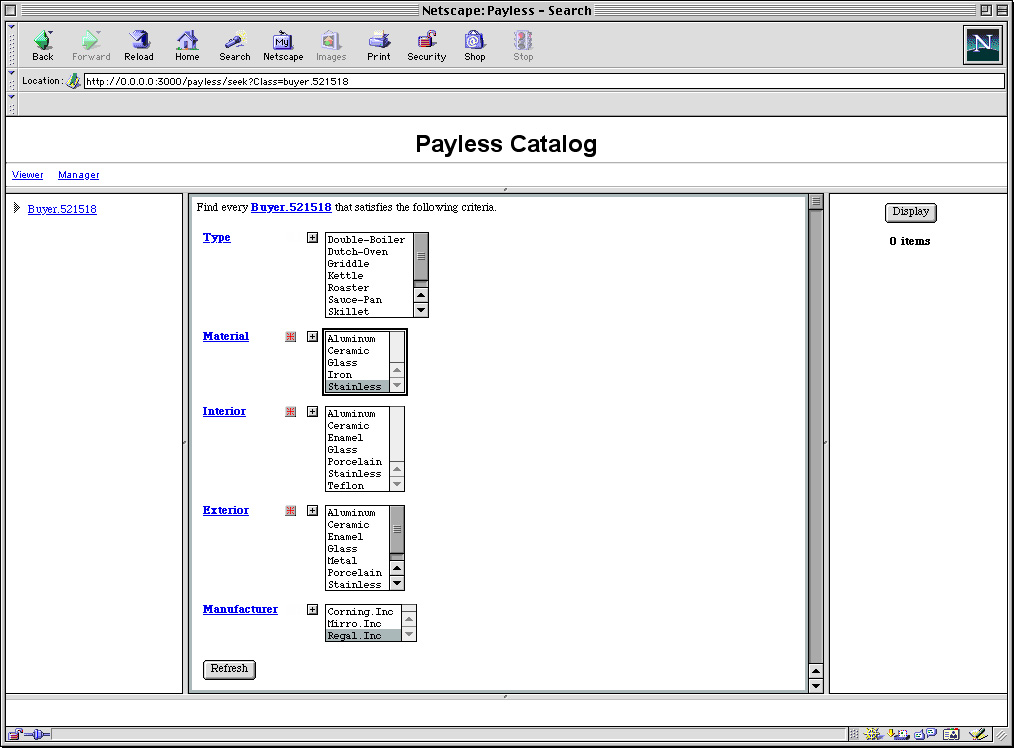 Netscape: Payless - Search
Back Forward Reload Home Search Netscape Images Print Security Shop Stop
My
N
Location: http://0.0.0.0:3000/payless/seek?Class=buyer.521518
Payless Catalog
Viewer Manager
Buyer.521518
Find every Buyer.521518 that satisfies the following criteria.
Display
0 items
Type
Double-Boiler
Dutch-Oven
Griddle
Kettle
Roaster
Sauce-Pan
Skillet
Material
Aluminum
Ceramic
Glass
Iron
Stainless
Interior
Aluminum
Ceramic
Enamel
Glass
Porcelain
Stainless
Teflon
Exterior
Aluminum
Ceramic
Enamel
Glass
Metal
Porcelain
Stainless
Manufacturer
Corning.Inc
Mirro.Inc
Regal.Inc
Refresh